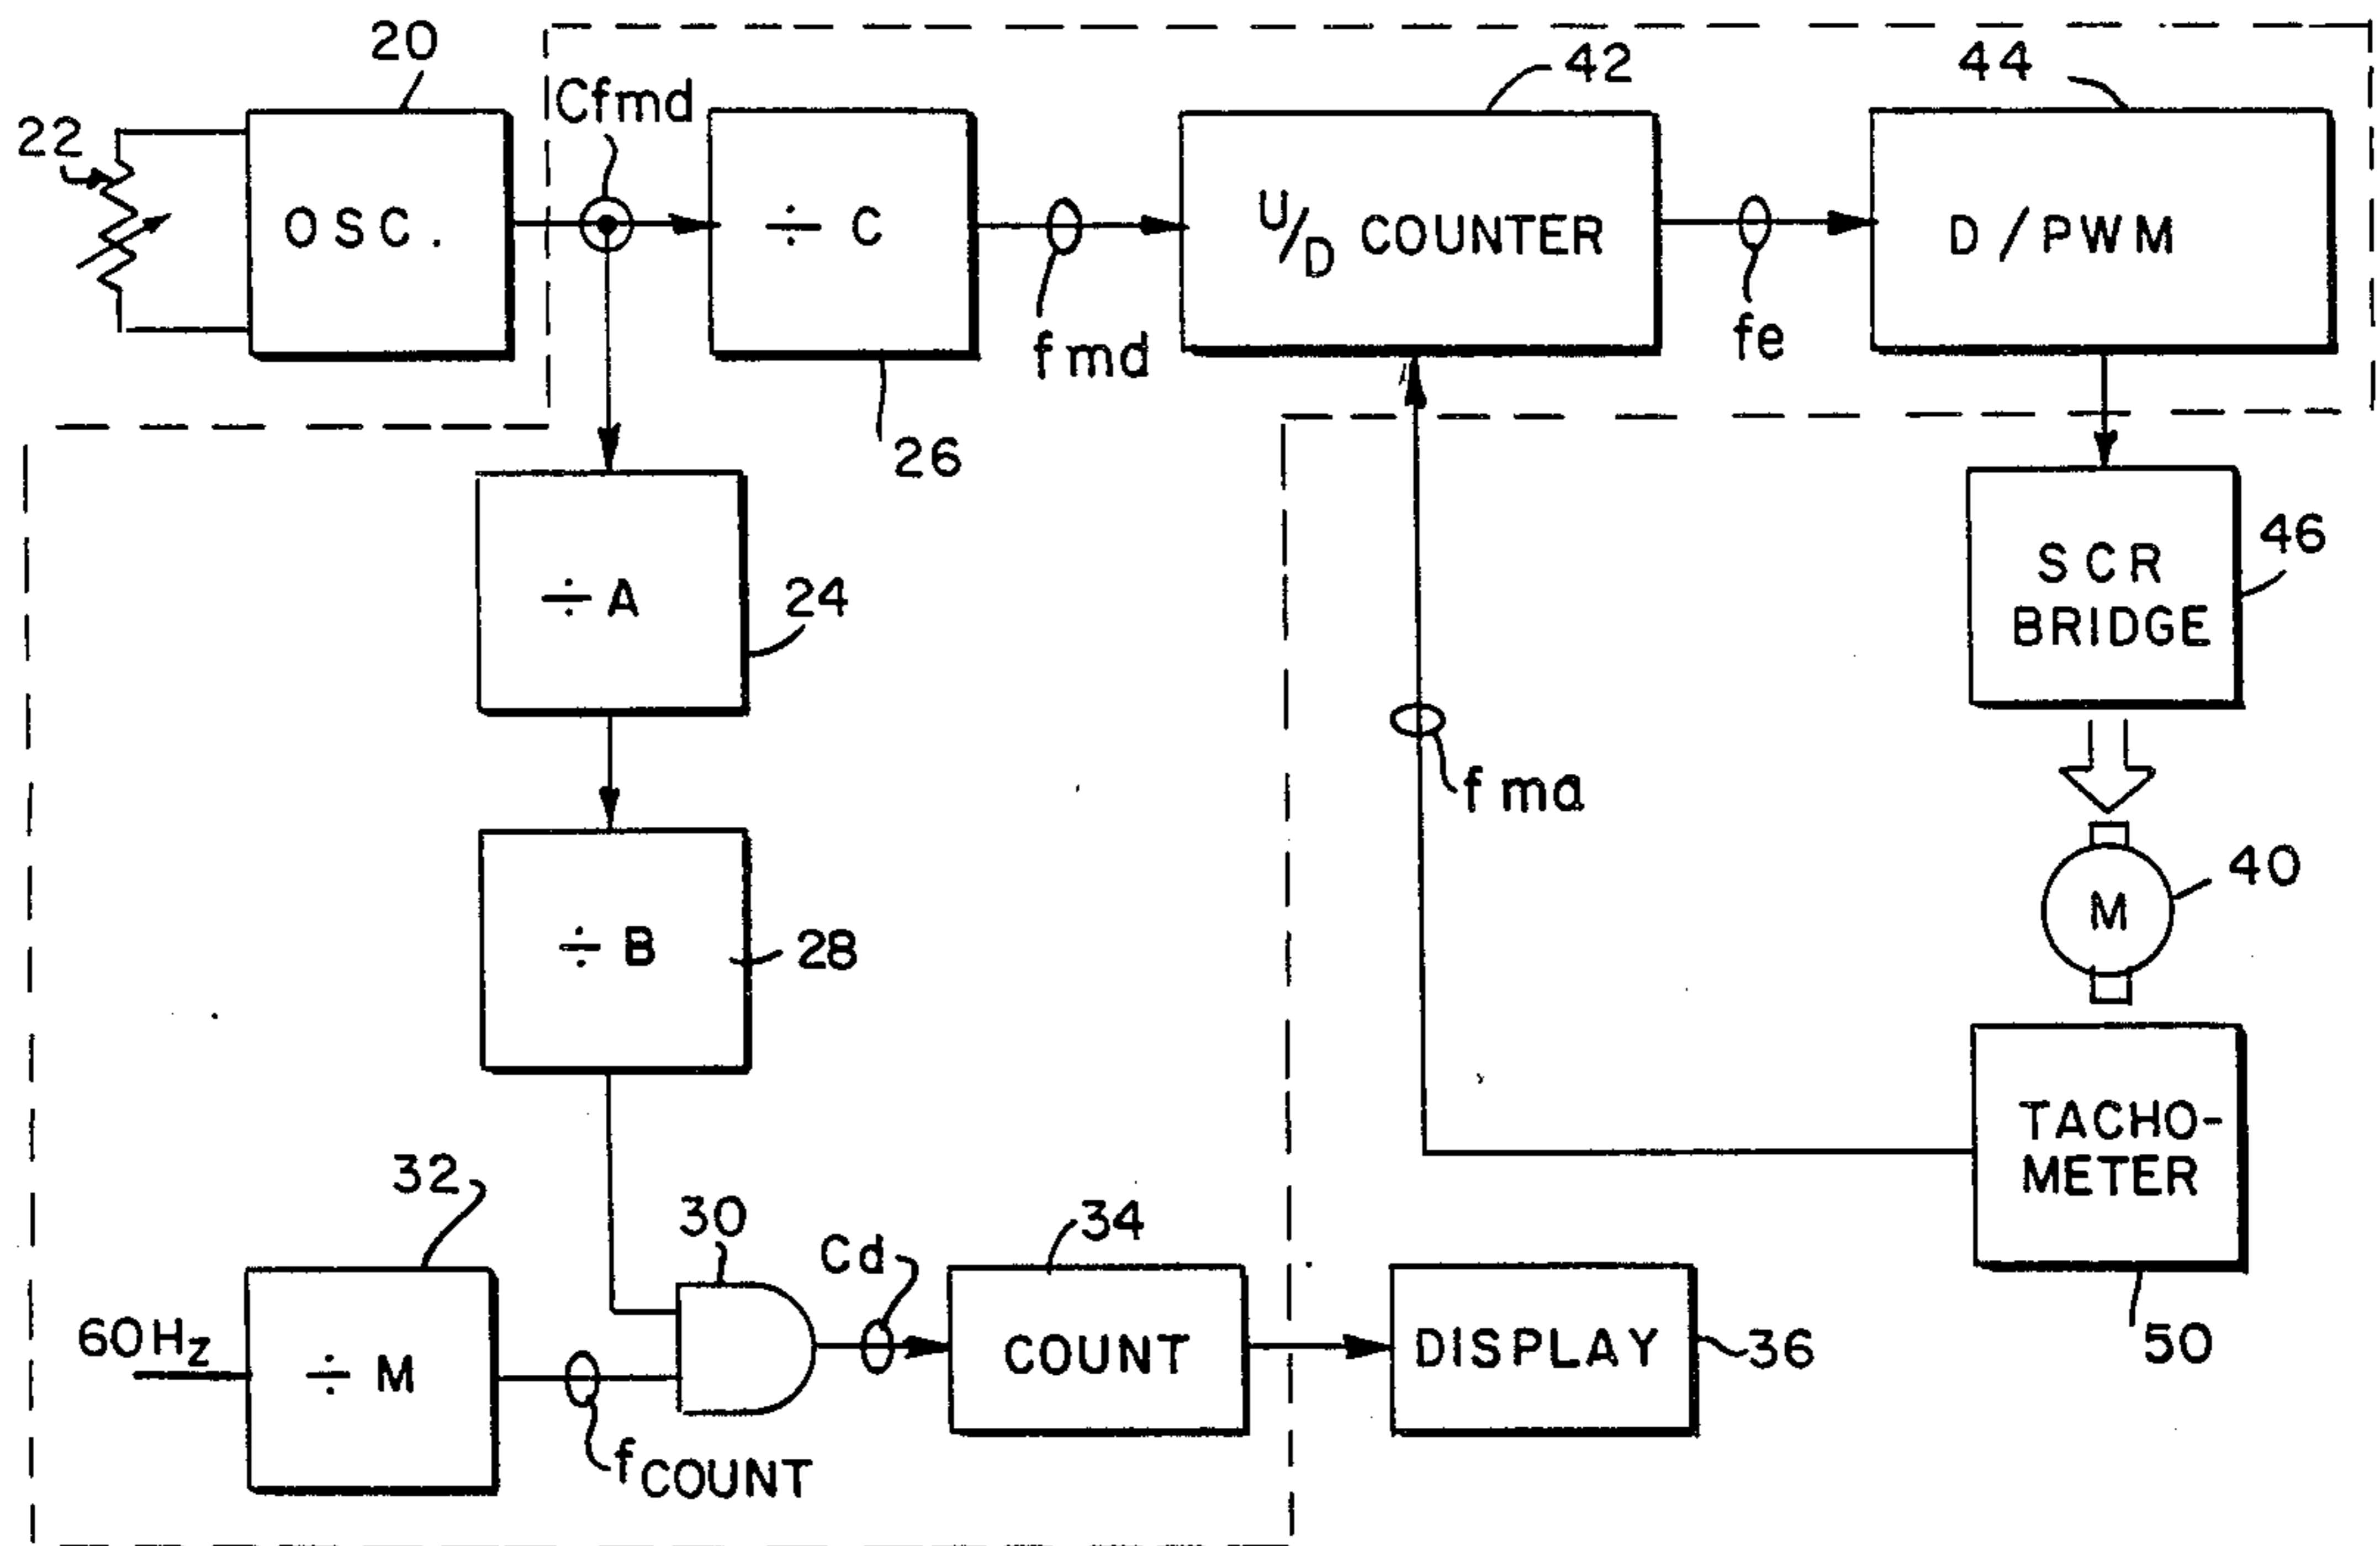 20
42
44
22
Cfmd
OSC.
÷ C
U/D COUNTER
D/PWM
fmd
fe
26
÷ A
24
SCR
BRIDGE
46
fma
÷ B
28
M
40
TACHO-
METER
50
32
30
Cd
34
60Hz
÷ M
COUNT
DISPLAY
36
fCOUNT